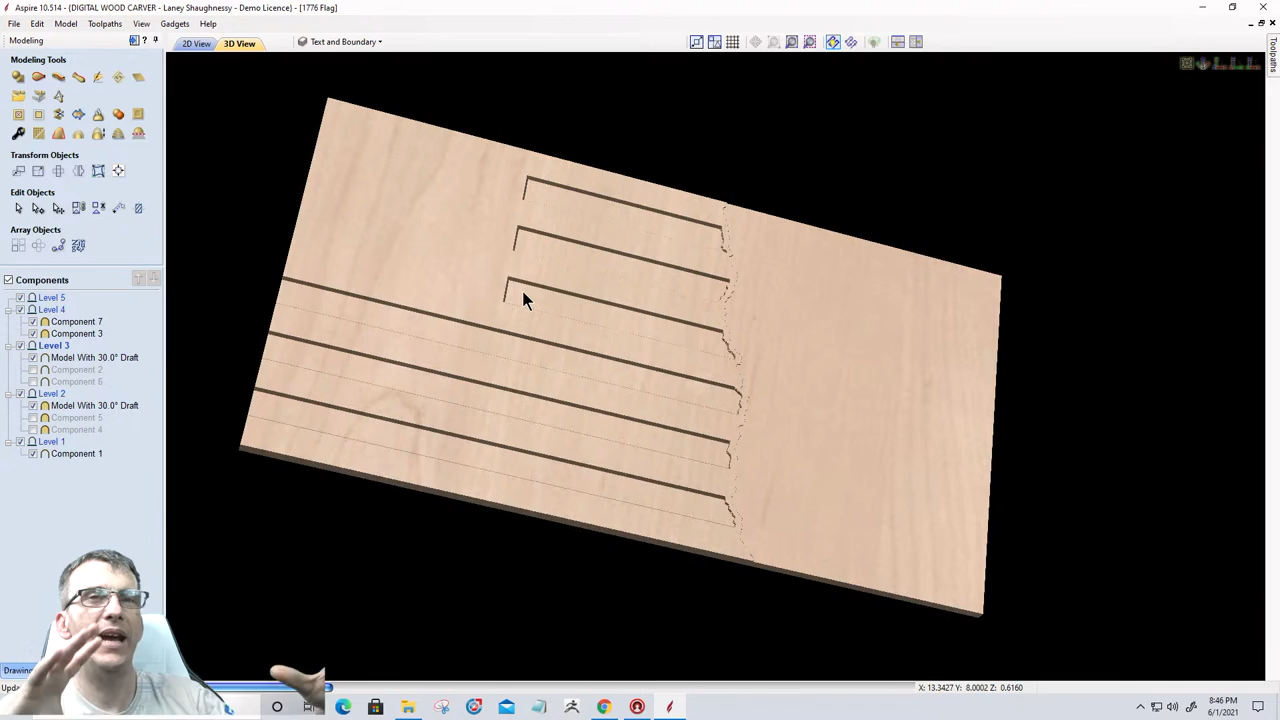 Aspire 10.514 - (DIGITAL WOOD CARVER - Laney Shaughnessy - Demo Licence) - [1776 Flag]
File Edit Model Toolpaths View Gadgets Help
Modeling
2D View 3D View Text and Boundary
Toolpaths
Modeling Tools
Transform Objects
Edit Objects
Array Objects
Components
Level 5
Level 4
Component 7
Component 3
Level 3
Model With 30.0° Draft
Component 2
Component 6
Level 2
Model With 30.0° Draft
Component 5
Component 4
Level 1
Component 1
Drawing
X: 13.3427 Y: 8.0002 Z: 0.6160
8:46 PM
6/1/2021